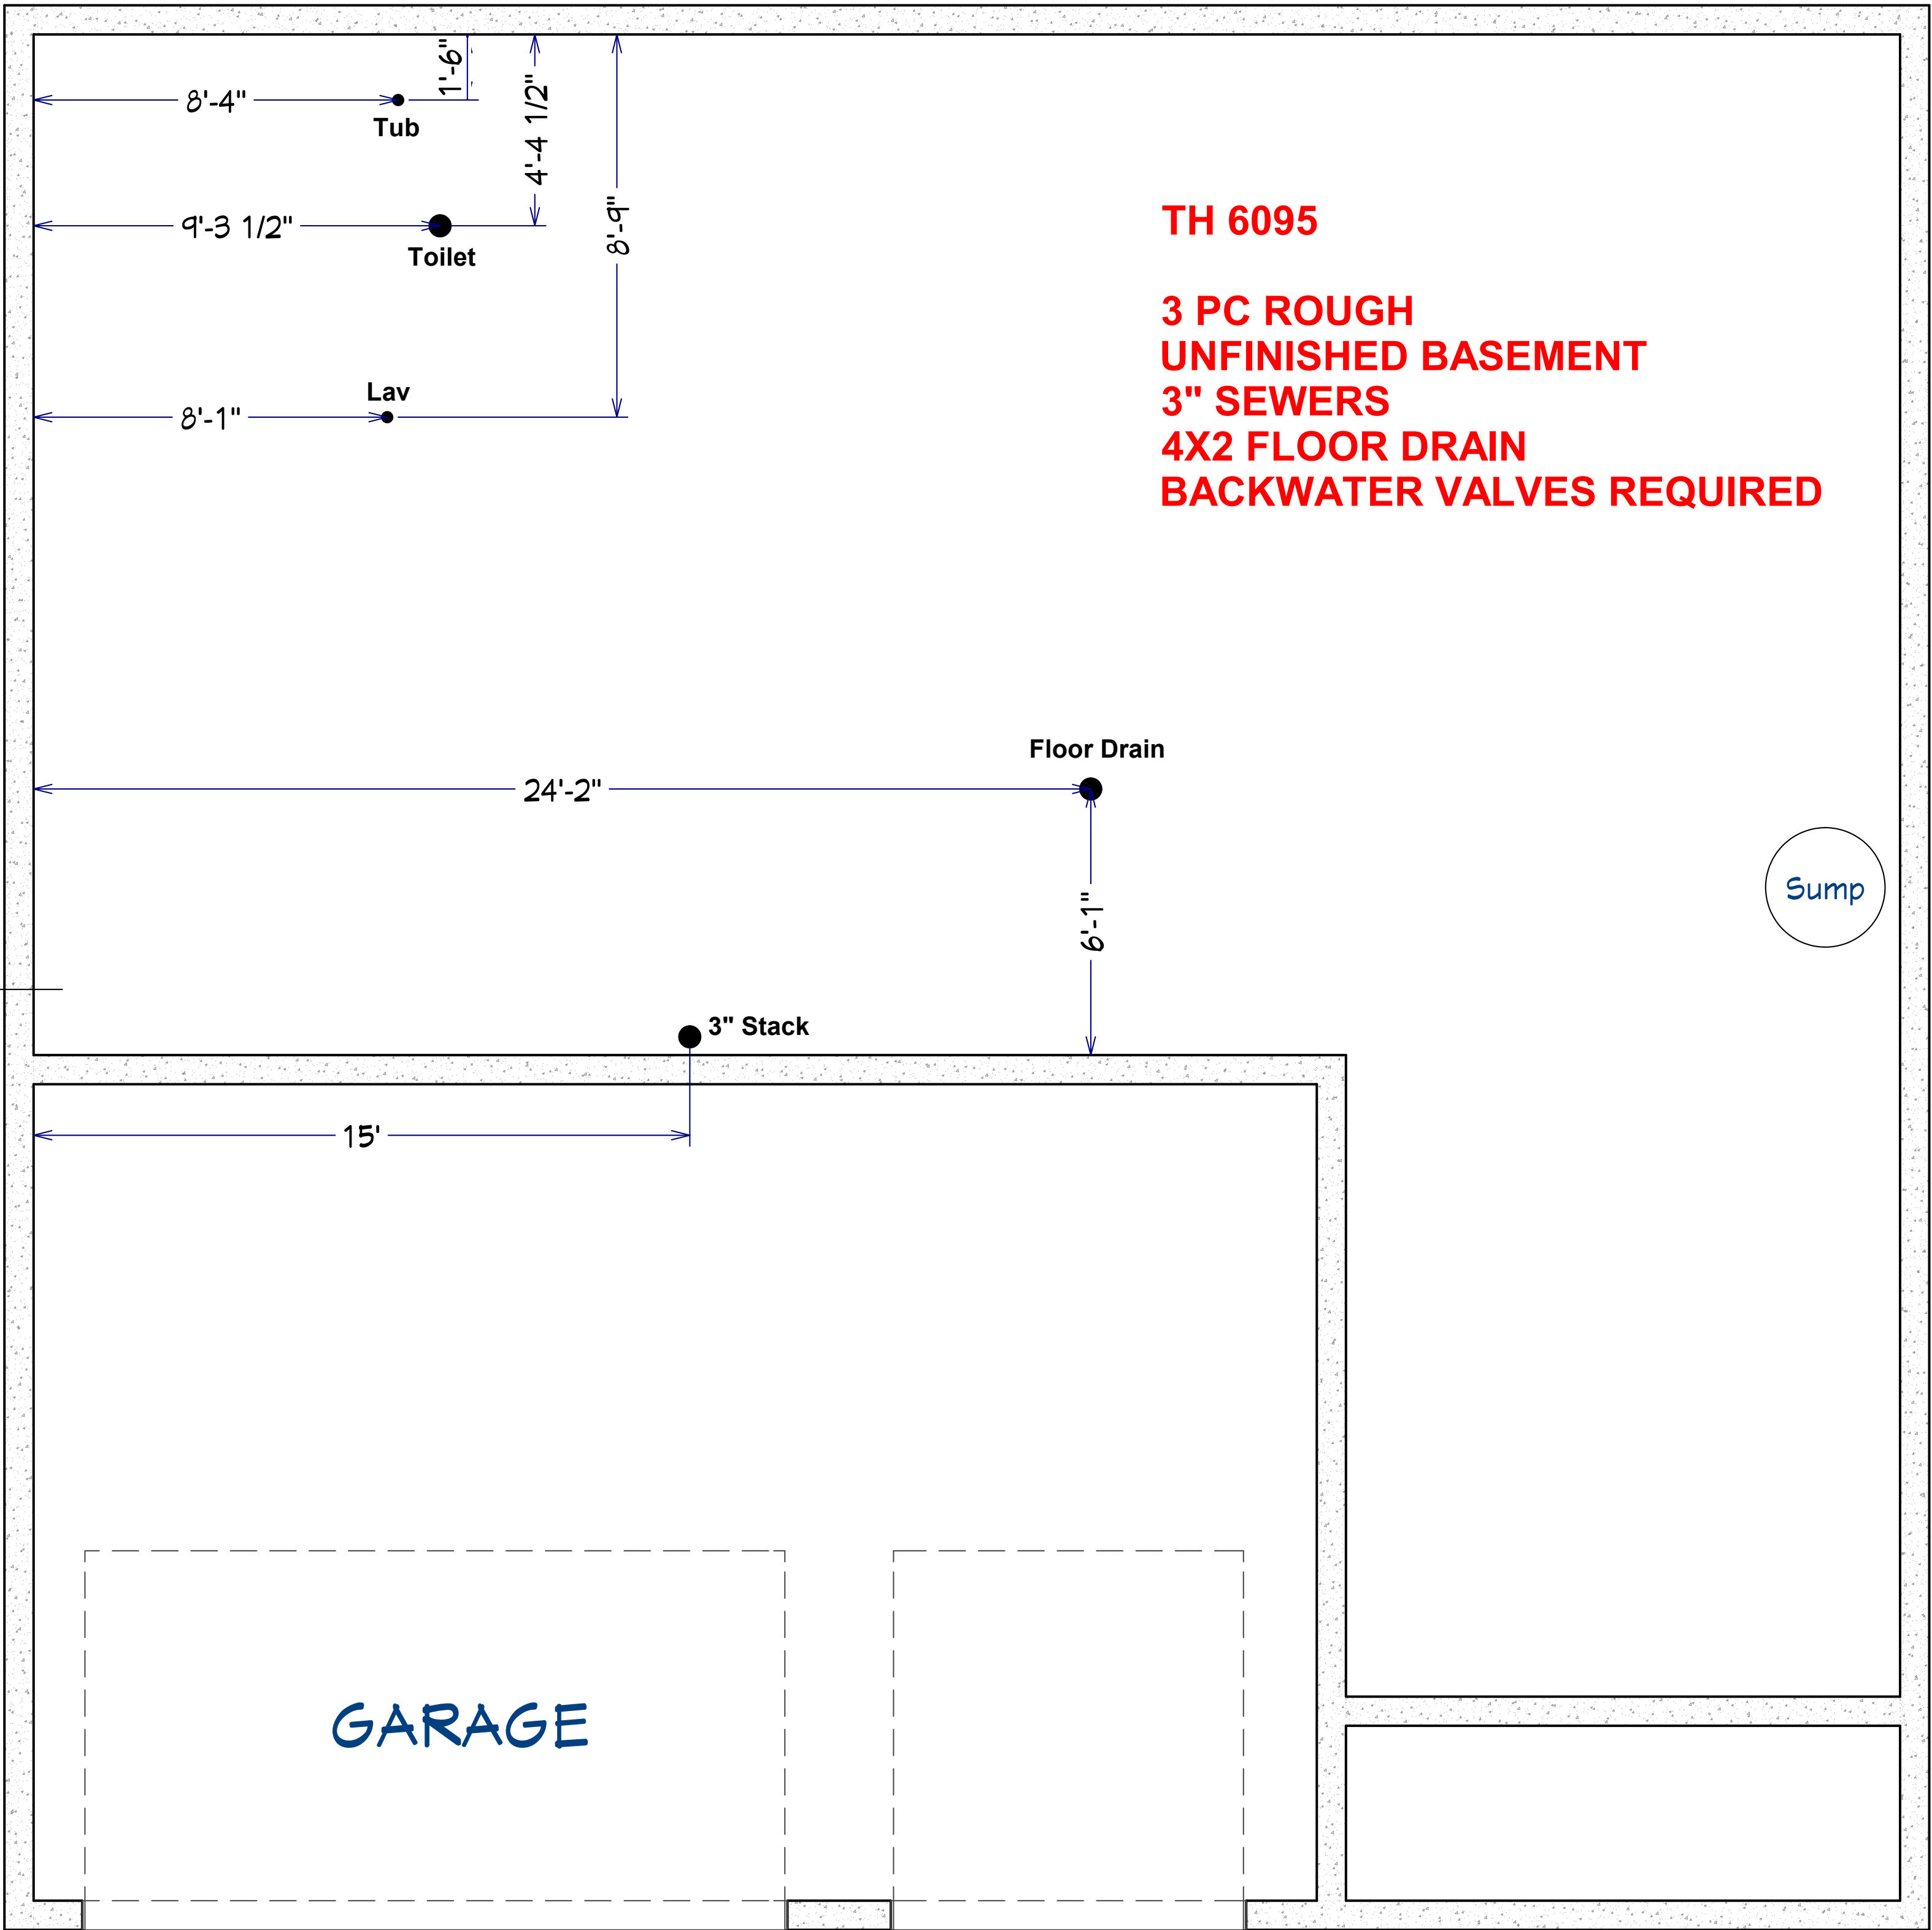 1'-6"
8'-4"
Tub
4'-4 1/2"
9'-3 1/2"
Toilet
8'-9"
TH 6095
3 PC ROUGH
UNFINISHED BASEMENT
3" SEWERS
4X2 FLOOR DRAIN
BACKWATER VALVES REQUIRED
Lav
8'-1"
Floor Drain
24'-2"
6'-1"
Sump
3" Stack
15'
GARAGE